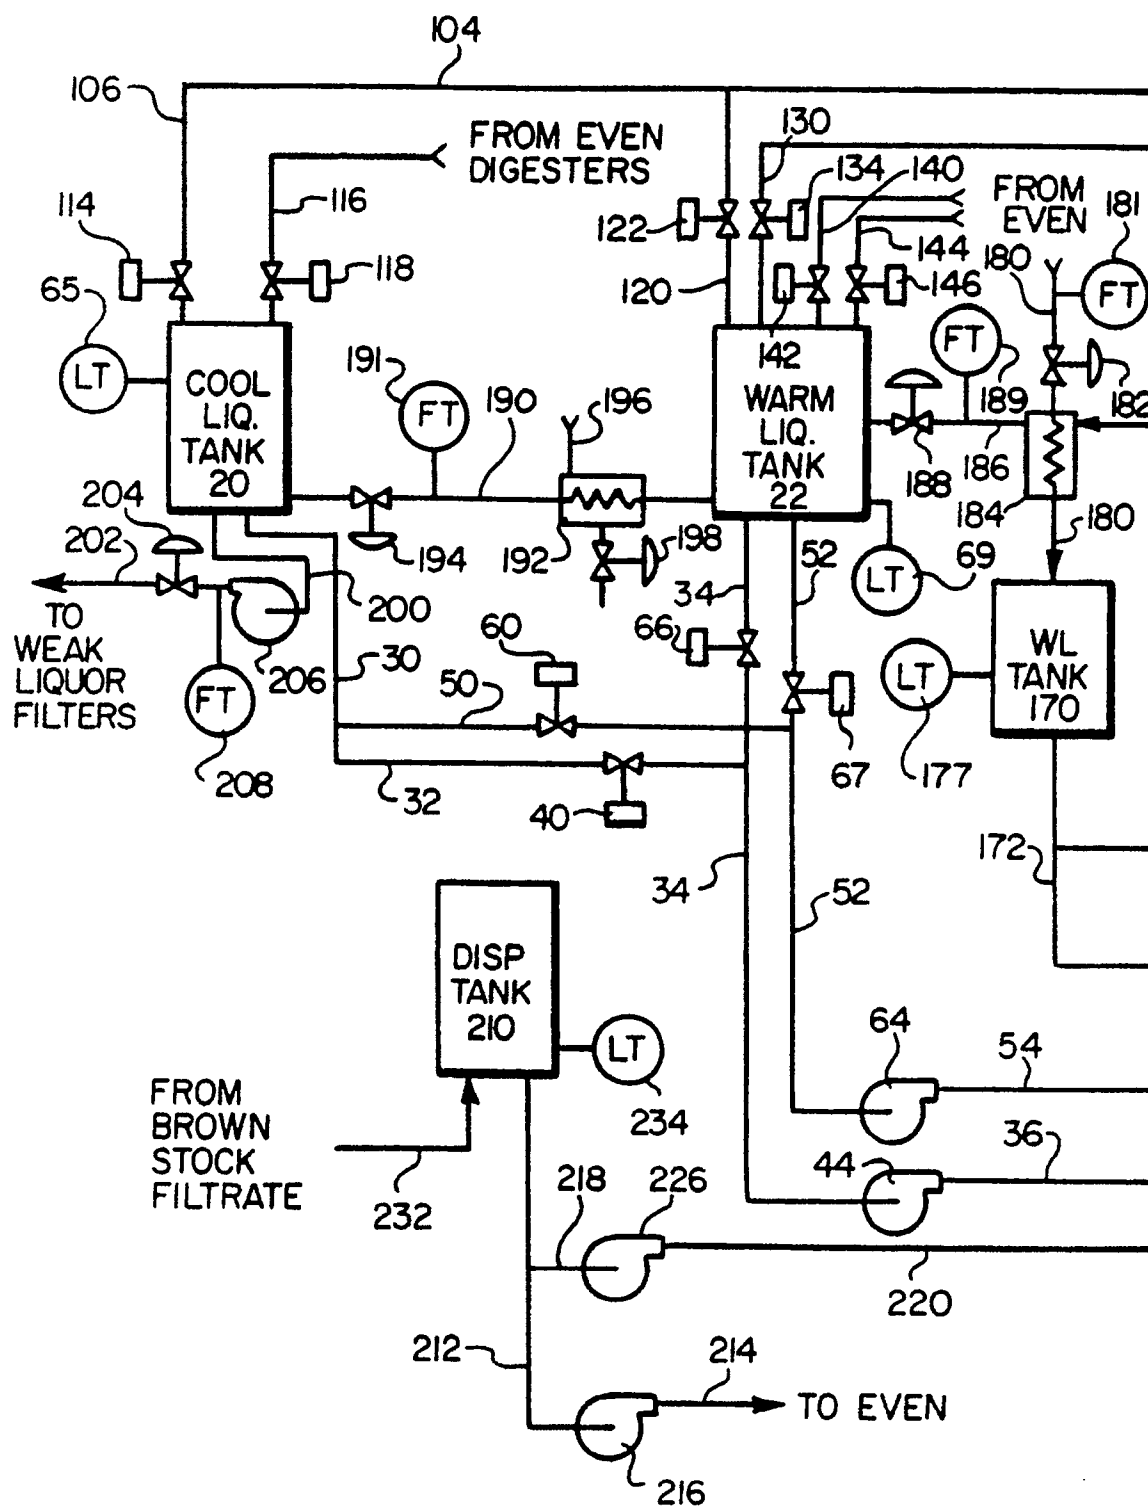 104
106
FROM EVEN
DIGESTERS
130
134
140
FROM
EVEN
181
114
116
122
144
180
FT
65
118
120
146
142
LT
COOL
LIQ.
TANK
20
191
FT
190
196
WARM
LIQ.
TANK
22
FT
189
182
188
186
184
180
204
202
194
192
198
34
52
69
LT
TO
WEAK
LIQUOR
FILTERS
200
206
30
60
66
WL
TANK
170
LT
FT
50
67
177
208
32
40
172
34
52
DISP
TANK
210
LT
234
64
54
FROM
BROWN
STOCK
FILTRATE
232
44
36
218
226
220
212
214
TO EVEN
216